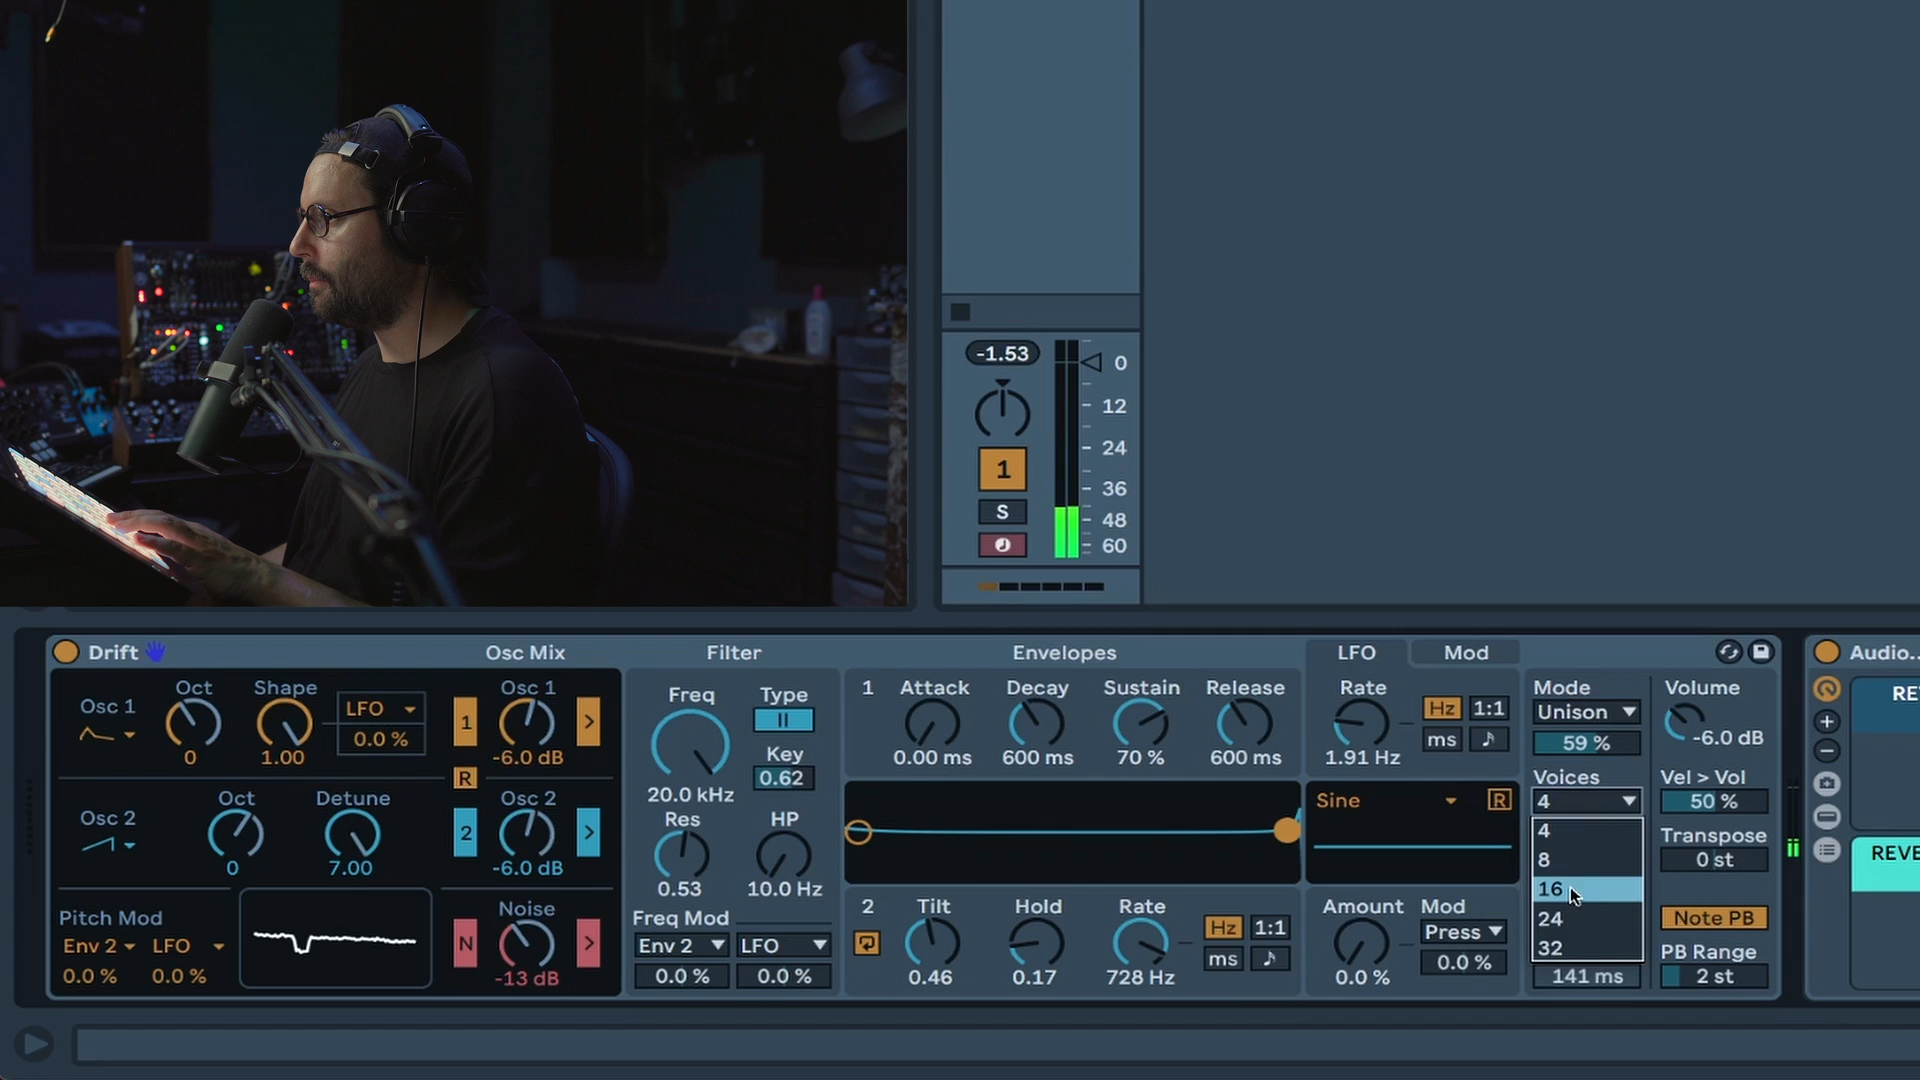 -1.53
0
12
24
1
36
S
48
60
Drift
Osc Mix
Filter
Envelopes
LFO
Mod
Audio...
Osc 1
Oct
0
Shape
1.00
LFO
0.0 %
1
Osc 1
-6.0 dB
R
Osc 2
Oct
0
Detune
7.00
2
Osc 2
-6.0 dB
Pitch Mod
Env 2
LFO
0.0 %
0.0 %
N
Noise
-13 dB
Freq
20.0 kHz
Type
II
Key
0.62
Res
0.53
HP
10.0 Hz
Freq Mod
Env 2
LFO
0.0 %
0.0 %
1
Attack
0.00 ms
Decay
600 ms
Sustain
70 %
Release
600 ms
2
Tilt
0.46
Hold
0.17
Rate
728 Hz
Hz
1:1
ms
Rate
1.91 Hz
Hz
1:1
ms
Sine
R
Amount
0.0 %
Mod
Press
0.0 %
Mode
Unison
59 %
Voices
4
4
8
16
24
32
141 ms
Volume
-6.0 dB
Vel > Vol
50 %
Transpose
0 st
Note PB
PB Range
2 st